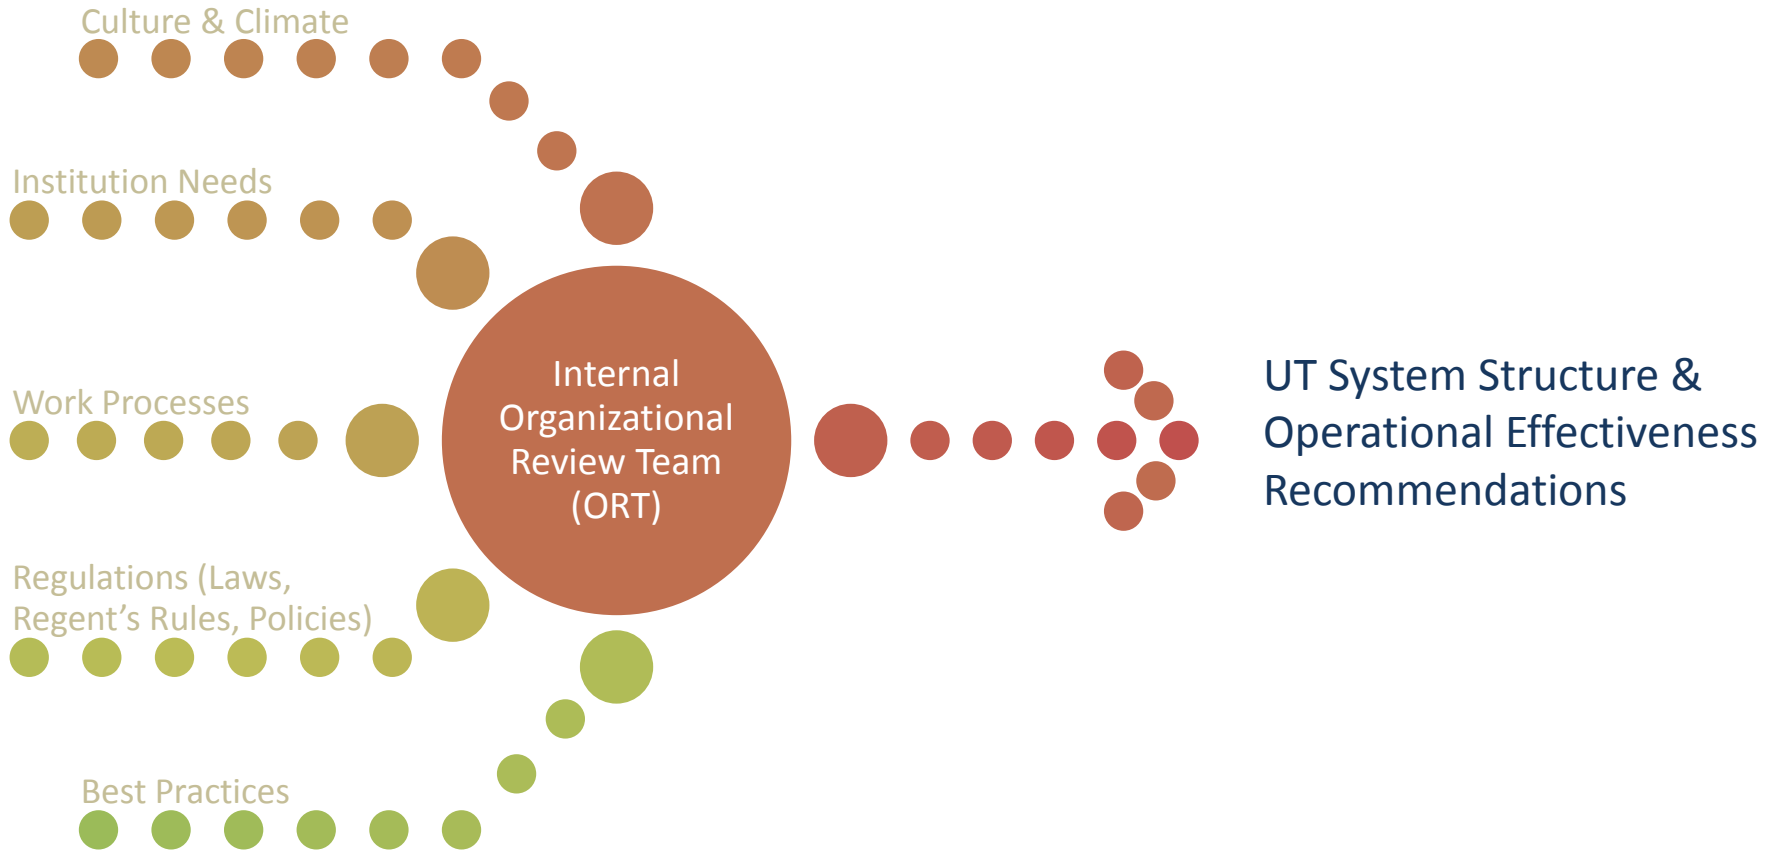 Culture & Climate
Institution Needs
Work Processes
Regulations (Laws,
Regent’s Rules, Policies)
Best Practices
Internal
Organizational
Review Team
(ORT)
UT System Structure &
Operational Effectiveness
Recommendations